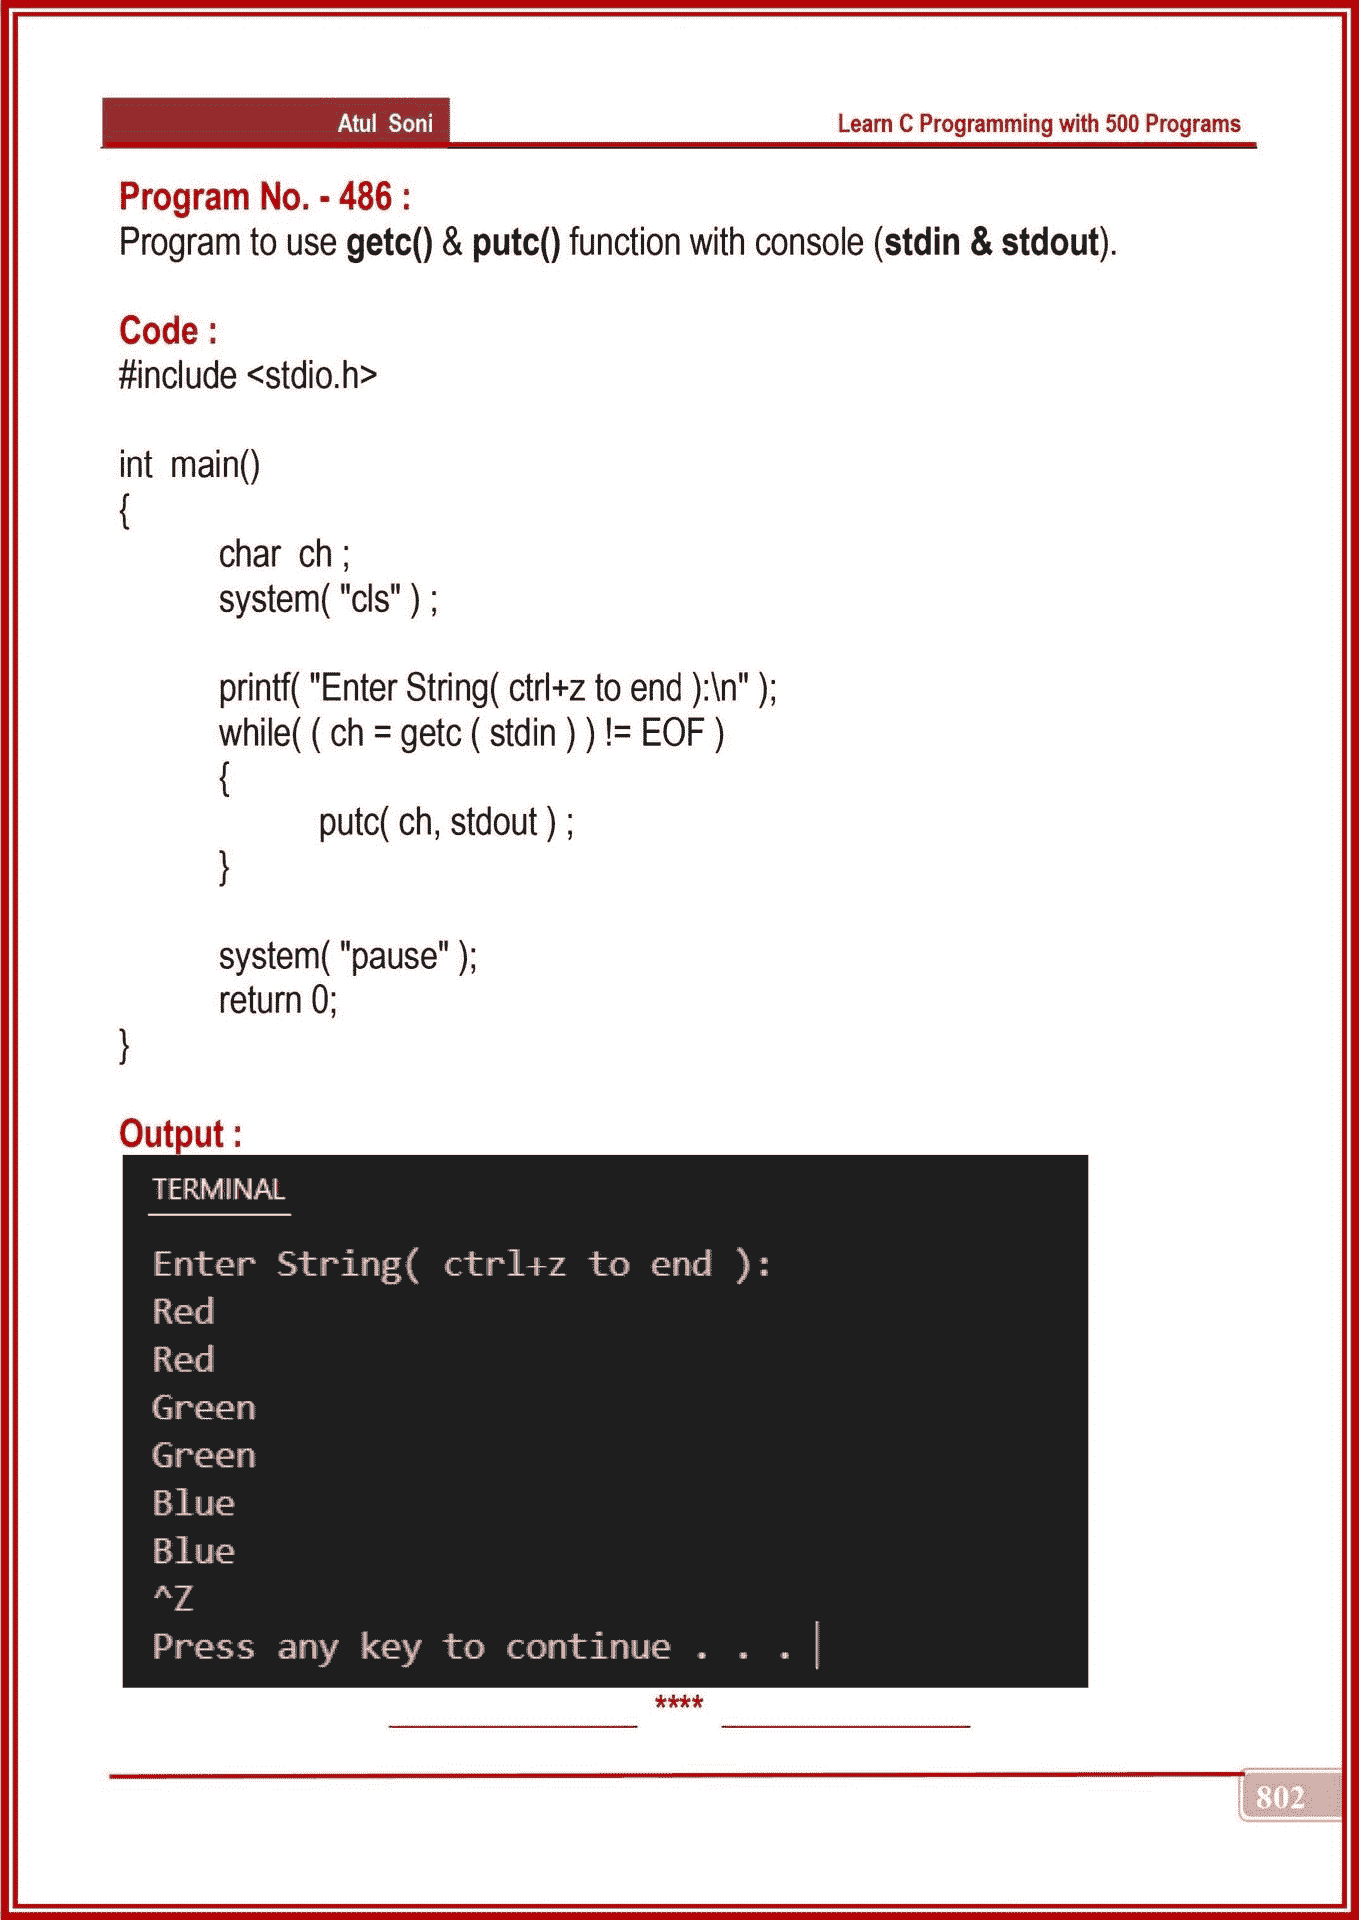 Atul  Soni
Learn C Programming with 500 Programs
Program No. - 486 :
Program to use getc() & putc() function with console (stdin & stdout).
Code :
#include <stdio.h>
int  main()
{
char  ch ;
system( "cls" ) ;
printf( "Enter String( ctrl+z to end ):\n" );
while( ( ch = getc ( stdin ) ) != EOF )
{
putc( ch, stdout ) ;
}
system( "pause" );
return 0;
}
Output :
TERMINAL
Enter String( ctrl+z to end ):
Red
Red
Green
Green
Blue
Blue
^Z
Press any key to continue . . .
****
802